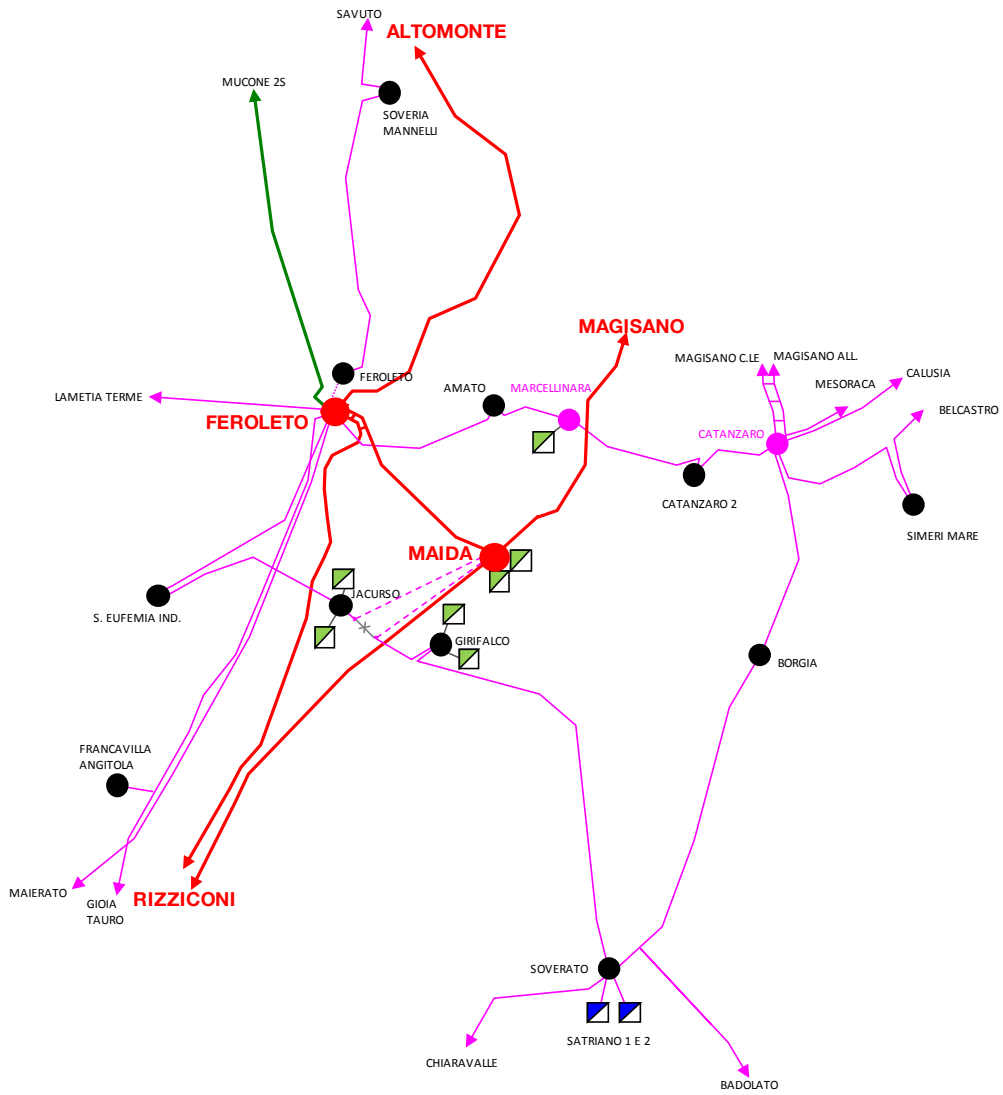 SAVUTO
ALTOMONTE
MUCONE 2S
SOVERIA
MANNELLI
MAGISANO
MAGISANO C.LE
MAGISANO ALL.
CALUSIA
FEROLETO
MESORACA
AMATO
MARCELLINARA
LAMETIA TERME
BELCASTRO
FEROLETO
CATANZARO
CATANZARO 2
SIMERI MARE
MAIDA
JACURSO
S. EUFEMIA IND.
GIRIFALCO
BORGIA
FRANCAVILLA
ANGITOLA
MAIERATO
GIOIA
TAURO
RIZZICONI
SOVERATO
SATRIANO 1 E 2
CHIARAVALLE
BADOLATO